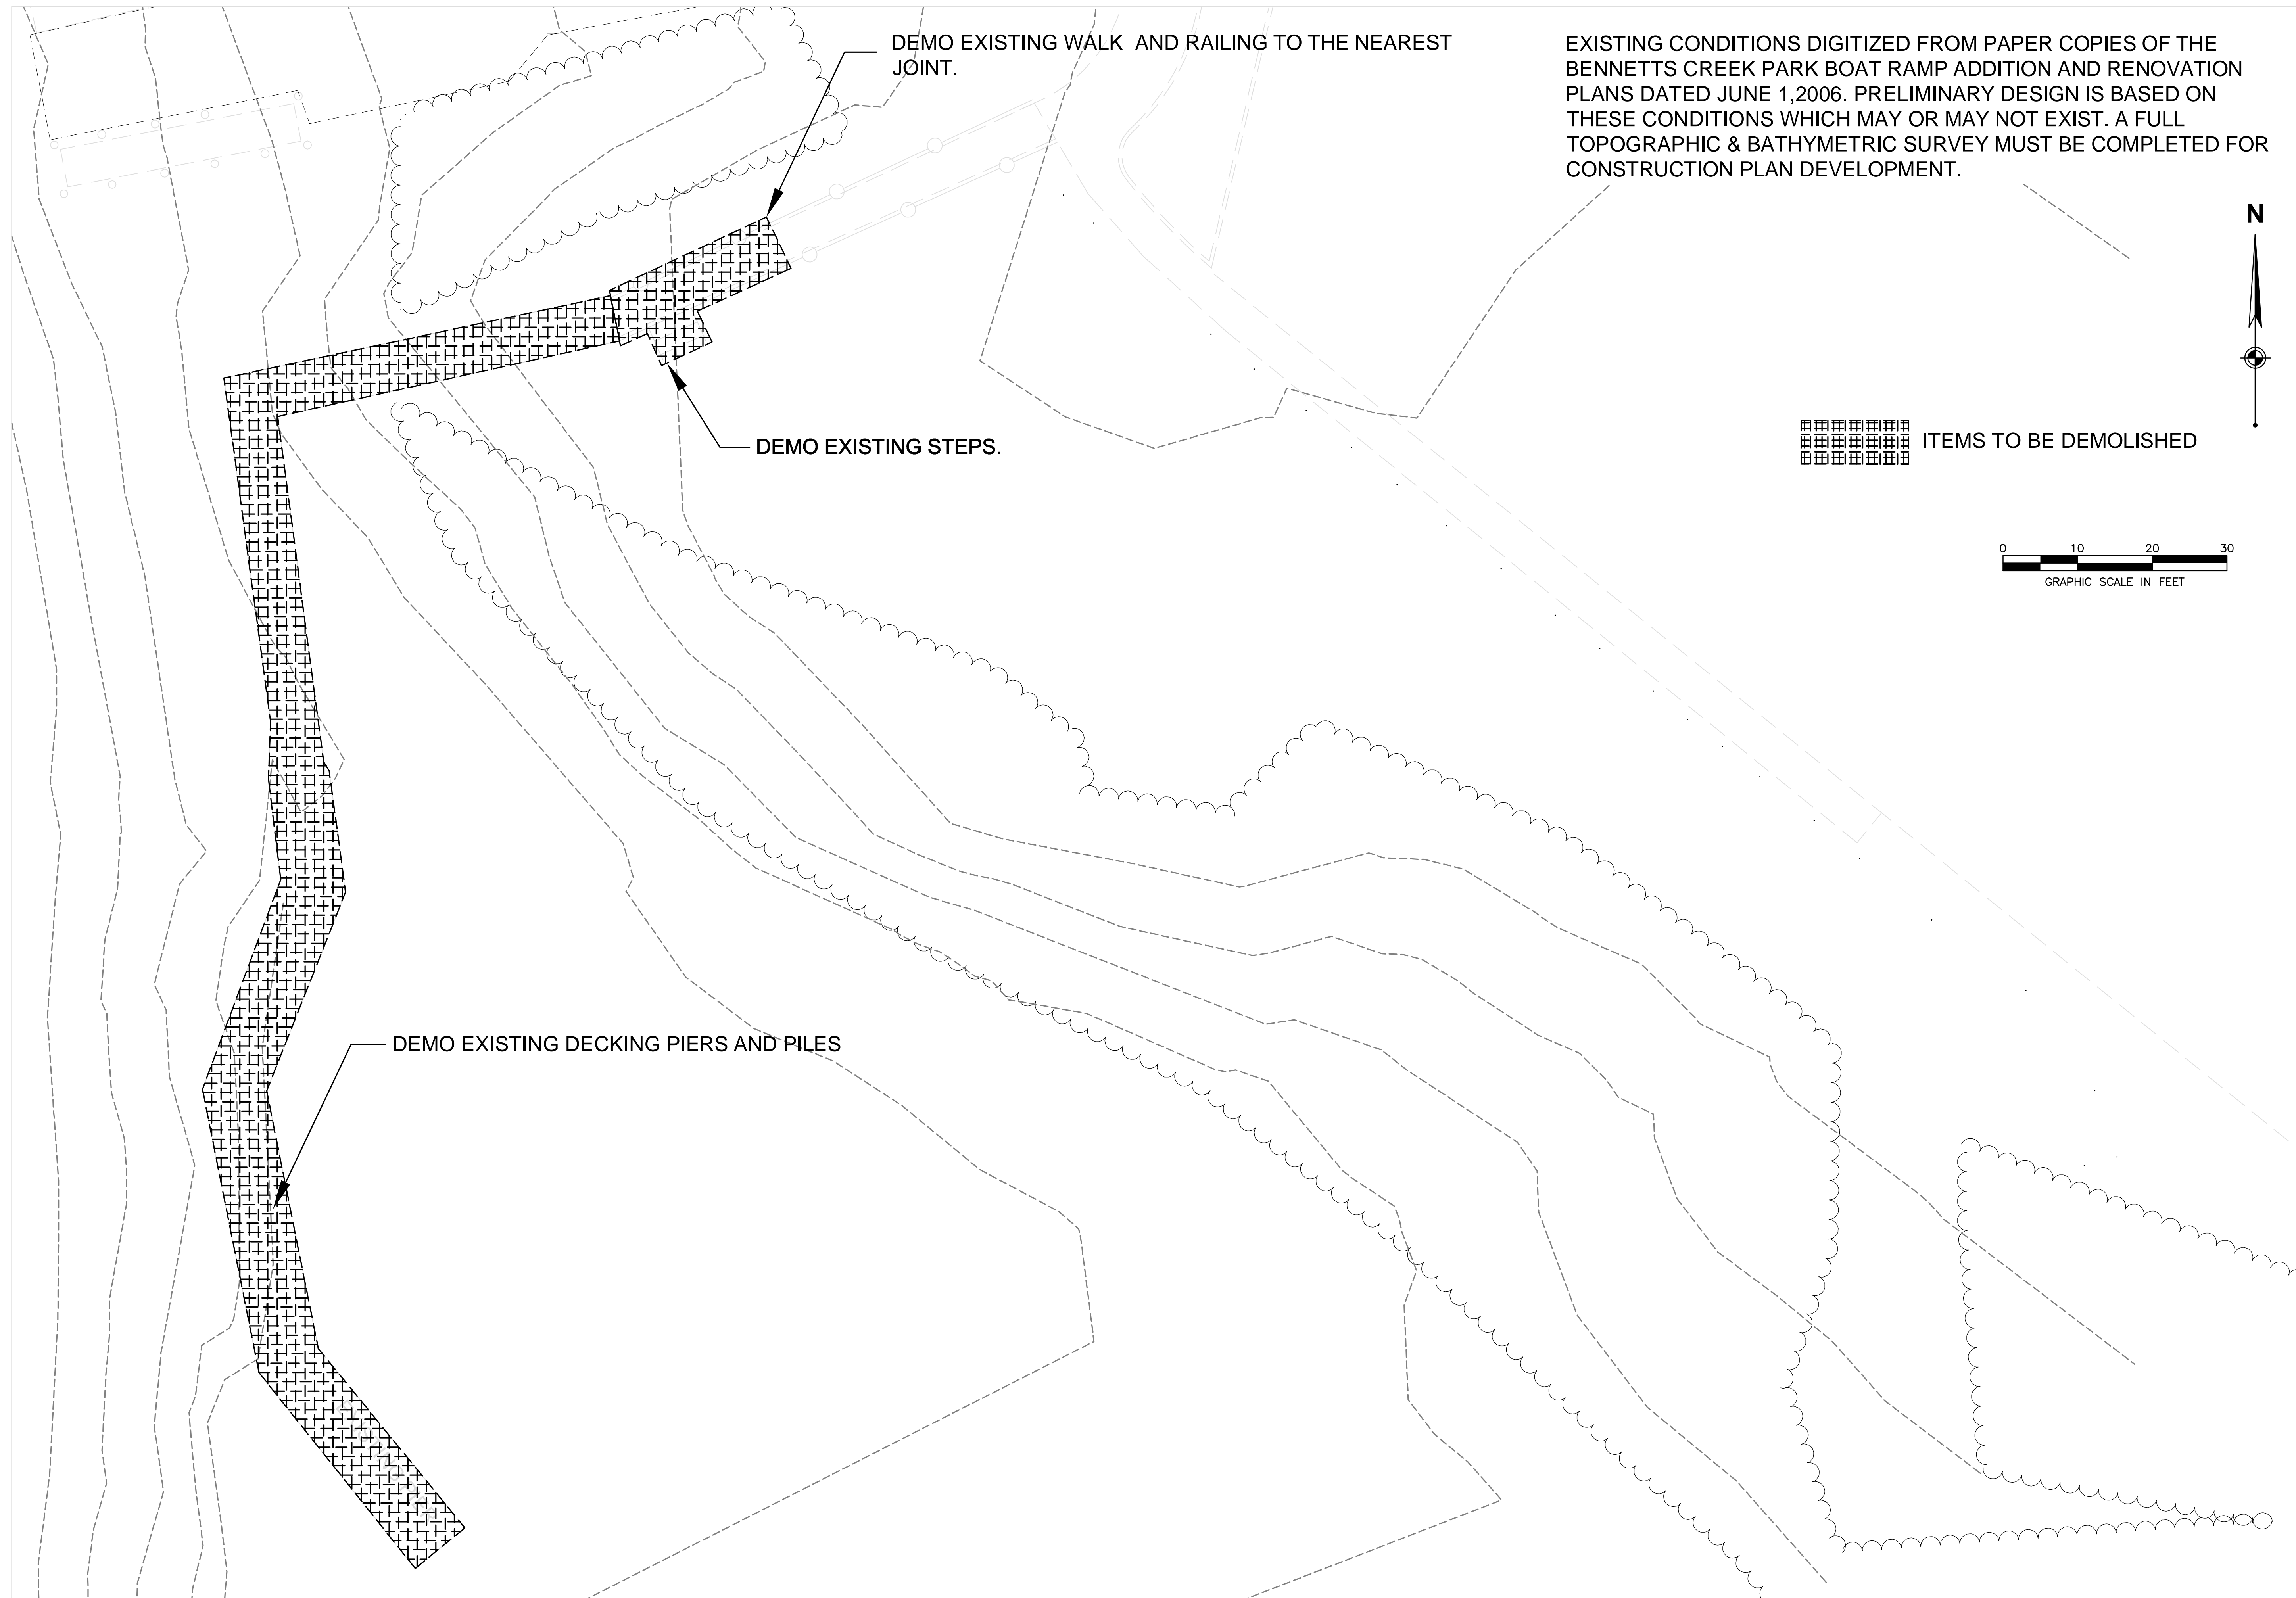 DEMO EXISTING WALK AND RAILING TO THE NEAREST
JOINT.
EXISTING CONDITIONS DIGITIZED FROM PAPER COPIES OF THE
BENNETTS CREEK PARK BOAT RAMP ADDITION AND RENOVATION
PLANS DATED JUNE 1,2006. PRELIMINARY DESIGN IS BASED ON
THESE CONDITIONS WHICH MAY OR MAY NOT EXIST. A FULL
TOPOGRAPHIC & BATHYMETRIC SURVEY MUST BE COMPLETED FOR
CONSTRUCTION PLAN DEVELOPMENT.
N
DEMO EXISTING STEPS.
ITEMS TO BE DEMOLISHED
0 10 20 30
GRAPHIC SCALE IN FEET
DEMO EXISTING DECKING PIERS AND PILES